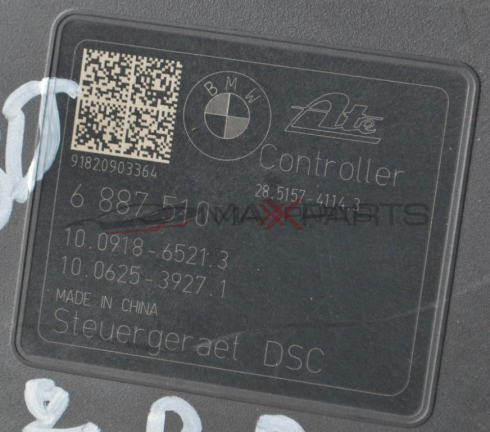 BMW
Ate
91820903364
Controller
28.5157-4114.3
6 887 510
MAXXPARTS
10.0918-6521.3
10.0625-3927.1
MADE IN CHINA
Steuergeraet DSC